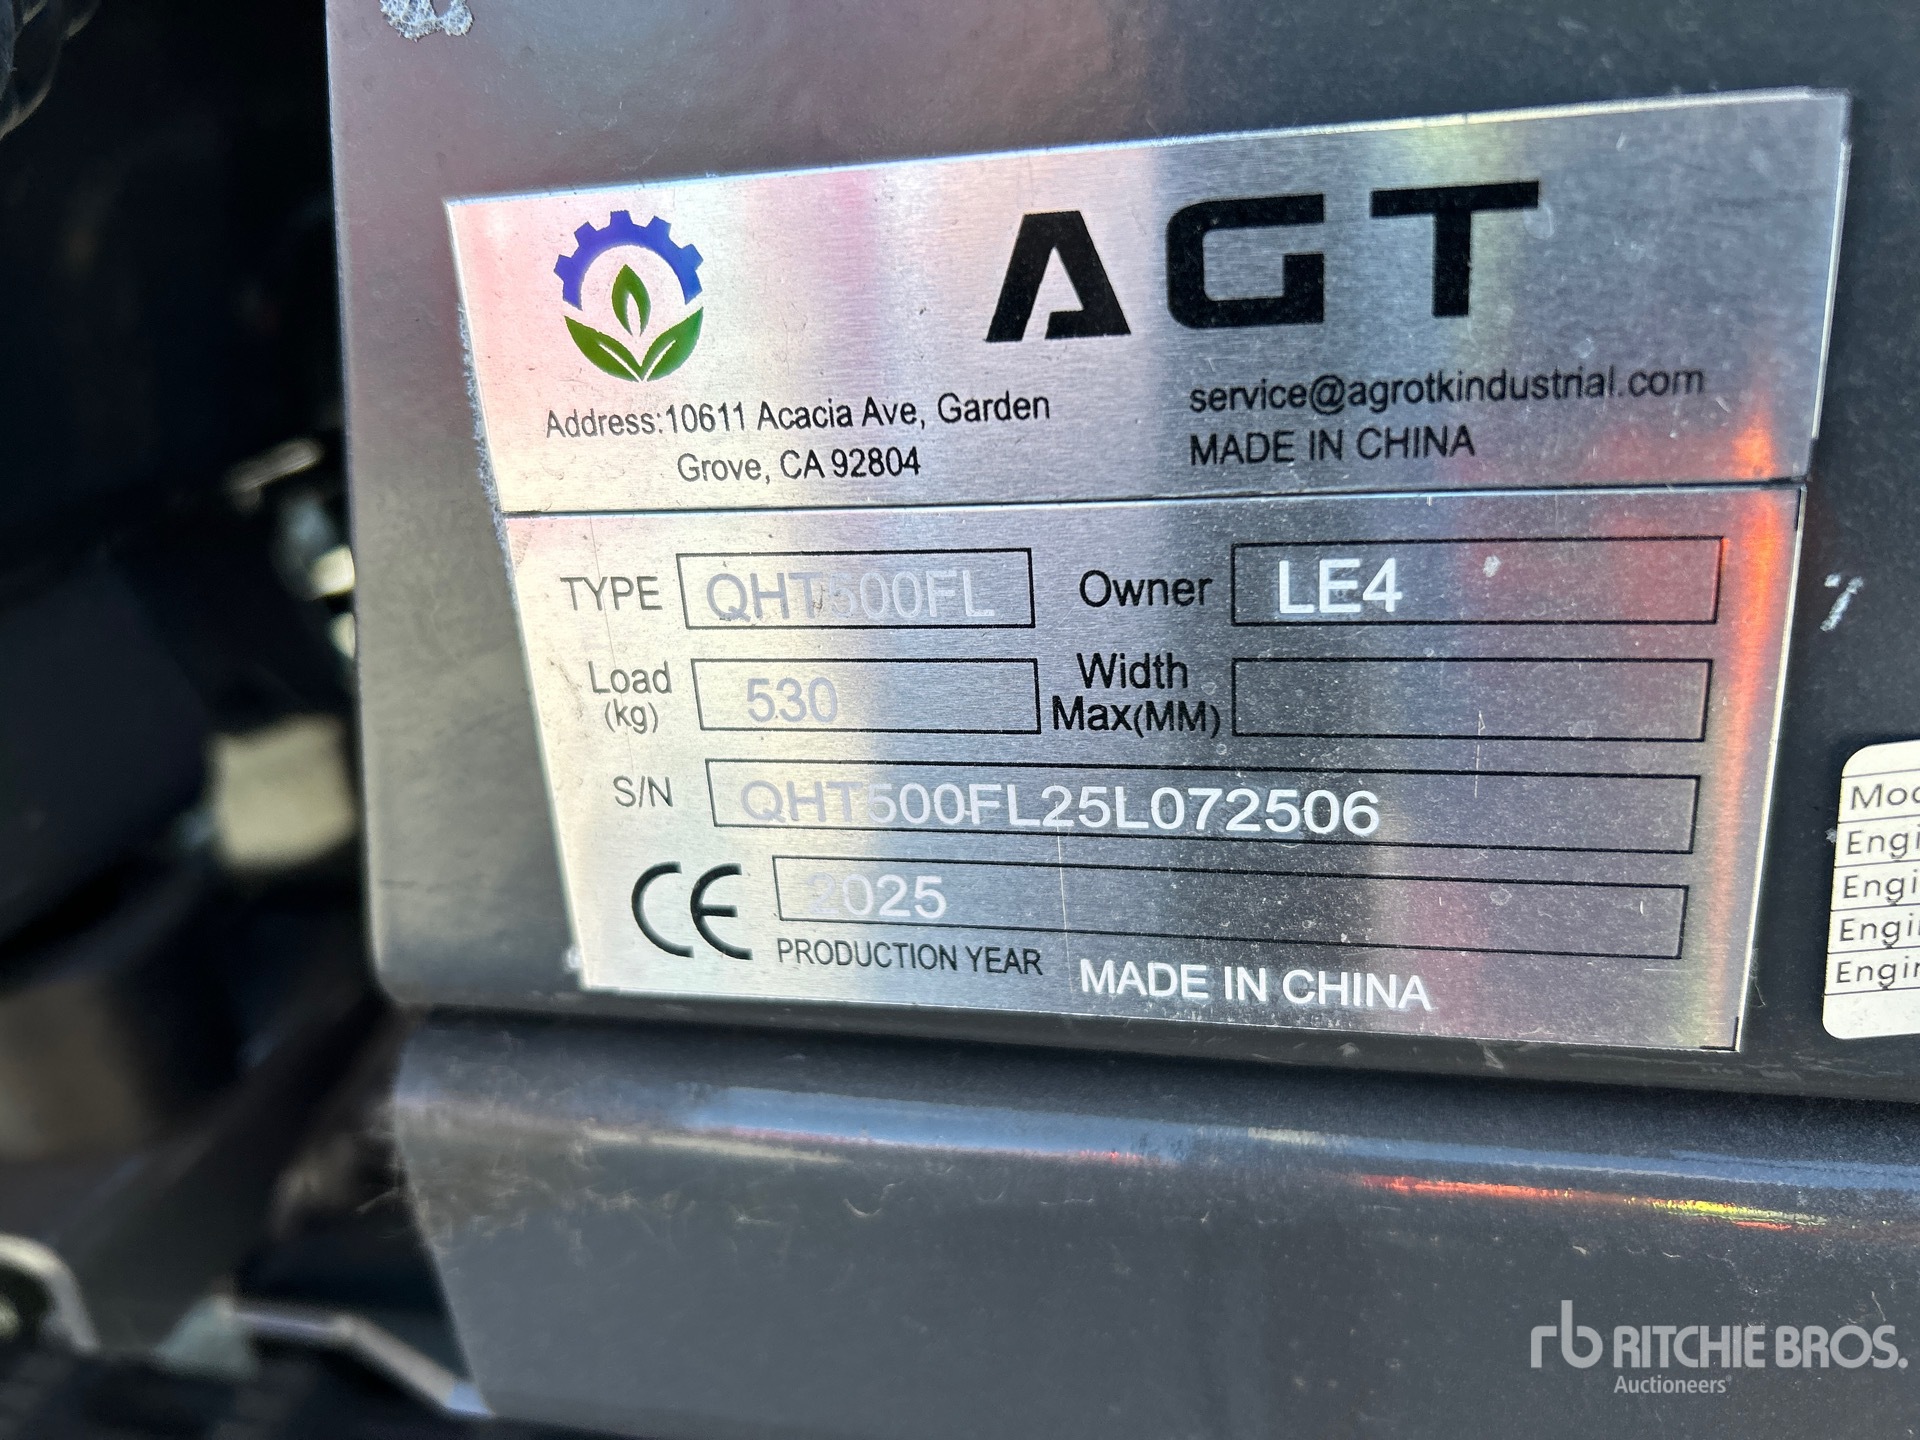 AGT
Address:10611 Acacia Ave, Garden
Grove, CA 92804
service@agrotkindustrial.com
MADE IN CHINA
TYPE QHT500FL Owner LE4
Load (kg) 530 Width Max(MM)
S/N QHT500FL25L072506
CE 2025
PRODUCTION YEAR MADE IN CHINA
rb RITCHIE BROS.
Auctioneers